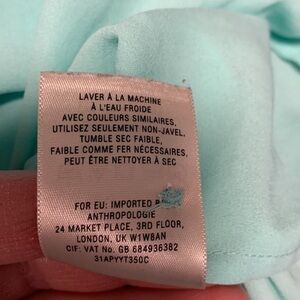 LAVER À LA MACHINE
À L'EAU FROIDE
AVEC COULEURS SIMILAIRES,
UTILISEZ SEULEMENT NON-JAVEL,
TUMBLE SEC FAIBLE,
FAIBLE COMME FER NÉCESSAIRES,
PEUT ÊTRE NETTOYER À SEC
FOR EU: IMPORTED
ANTHROPOLOGIE
24 MARKET PLACE, 3RD FLOOR,
LONDON, UK W1W8AN
CIF: VAT No. GB 684936382
31APYYT350C